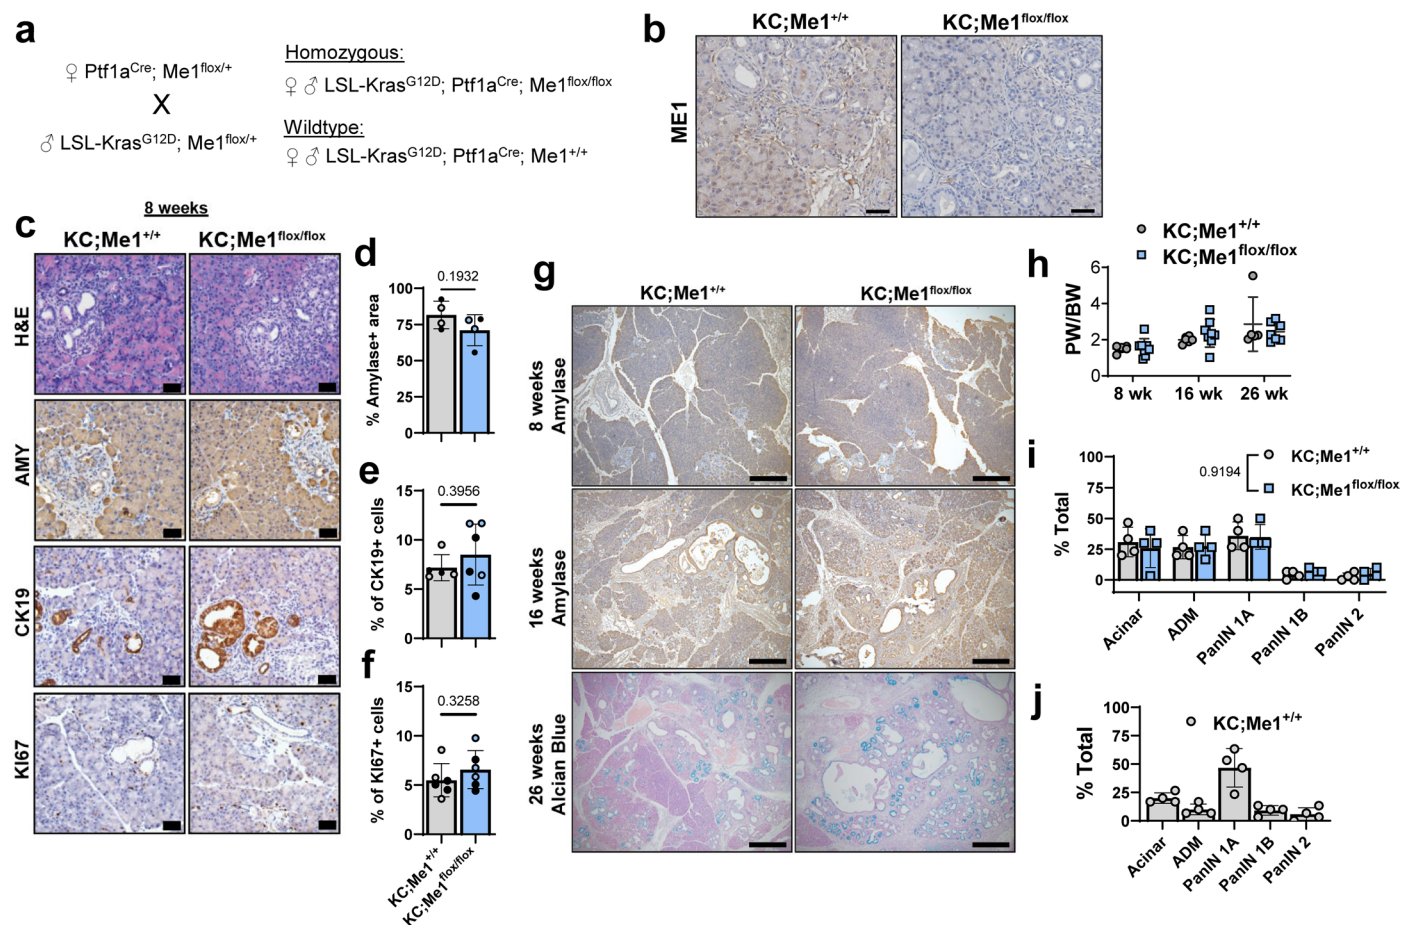 a
♀ Ptf1aCre; Me1flox/+
X
♂ LSL-KrasG12D; Me1flox/+
Homozygous:
♀ ♂ LSL-KrasG12D; Ptf1aCre; Me1flox/flox
Wildtype:
♀ ♂ LSL-KrasG12D; Ptf1aCre; Me1+/+
b
KC;Me1+/+
KC;Me1flox/flox
ME1
c
8 weeks
KC;Me1+/+
KC;Me1flox/flox
H&E
AMY
CK19
KI67
d
0.1932
% Amylase+ area
100
75
50
25
0
e
0.3956
% of CK19+ cells
15
10
5
0
f
0.3258
% of KI67+ cells
15
10
5
0
KC;Me1+/+
KC;Me1flox/flox
g
KC;Me1+/+
KC;Me1flox/flox
8 weeks
Amylase
16 weeks
Amylase
26 weeks
Alcian Blue
h
KC;Me1+/+
KC;Me1flox/flox
PW/BW
6
4
2
0
8 wk
16 wk
26 wk
i
0.9194
KC;Me1+/+
KC;Me1flox/flox
% Total
100
75
50
25
0
Acinar
ADM
PanIN 1A
PanIN 1B
PanIN 2
j
KC;Me1+/+
% Total
100
75
50
25
0
Acinar
ADM
PanIN 1A
PanIN 1B
PanIN 2